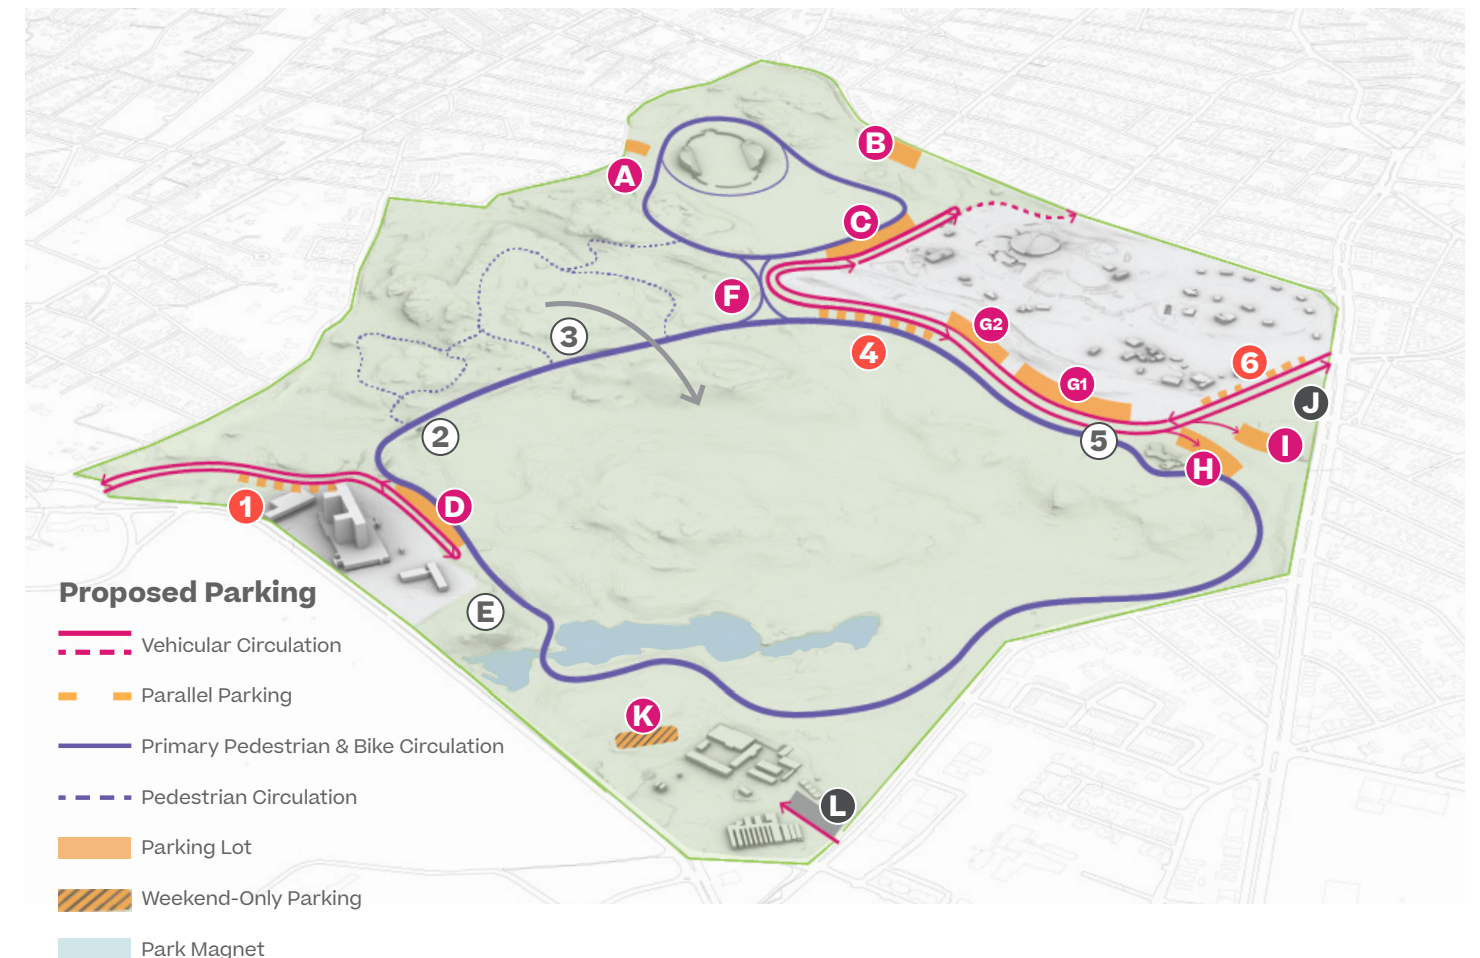 B
A
C
F
G2
3
4
6
G1
J
2
5
I
H
D
1
Proposed Parking
E
Vehicular Circulation
Parallel Parking
K
Primary Pedestrian & Bike Circulation
Pedestrian Circulation
L
Parking Lot
Weekend-Only Parking
Park Magnet